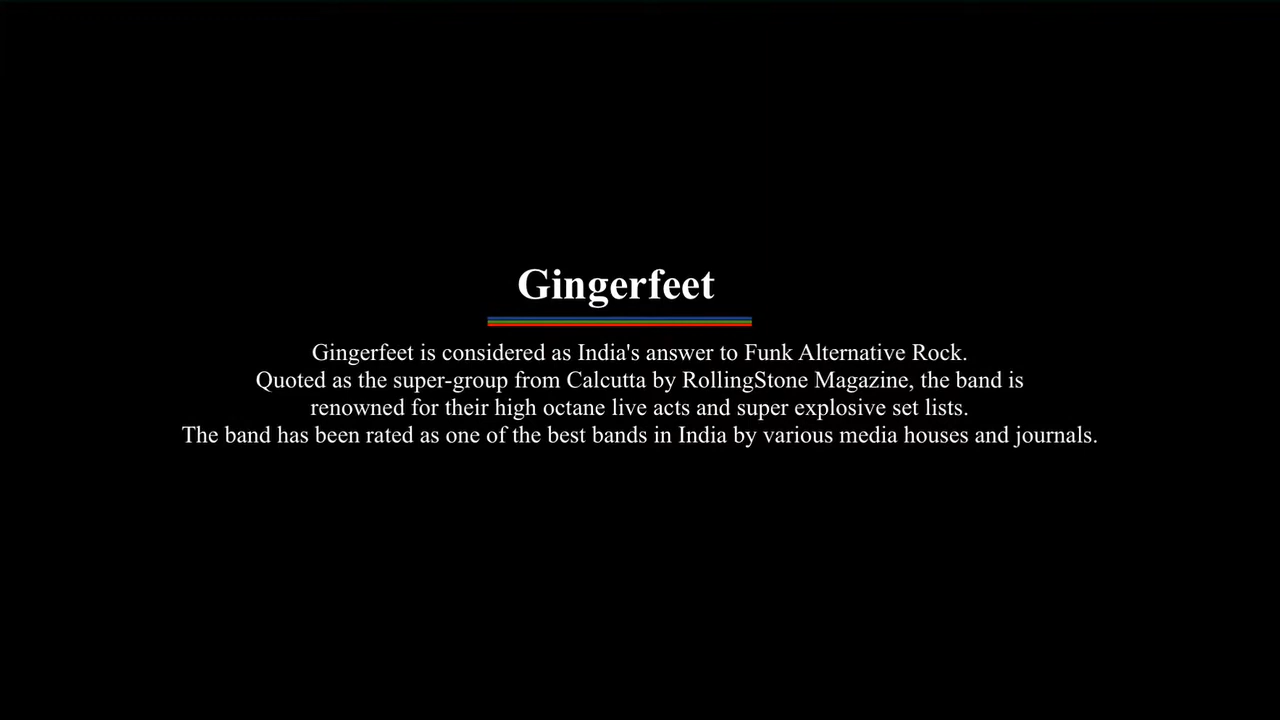 Gingerfeet
Gingerfeet is considered as India's answer to Funk Alternative Rock.
Quoted as the super-group from Calcutta by RollingStone Magazine, the band is
renowned for their high octane live acts and super explosive set lists.
The band has been rated as one of the best bands in India by various media houses and journals.